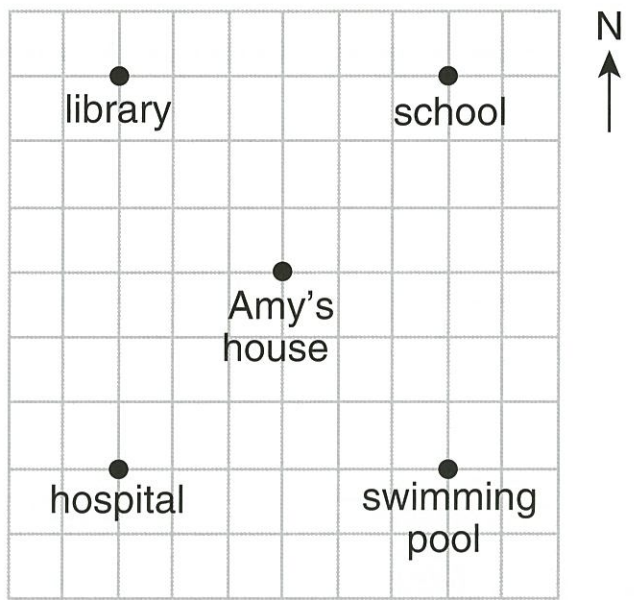 N
library
school
Amy's
house
hospital
swimming
pool